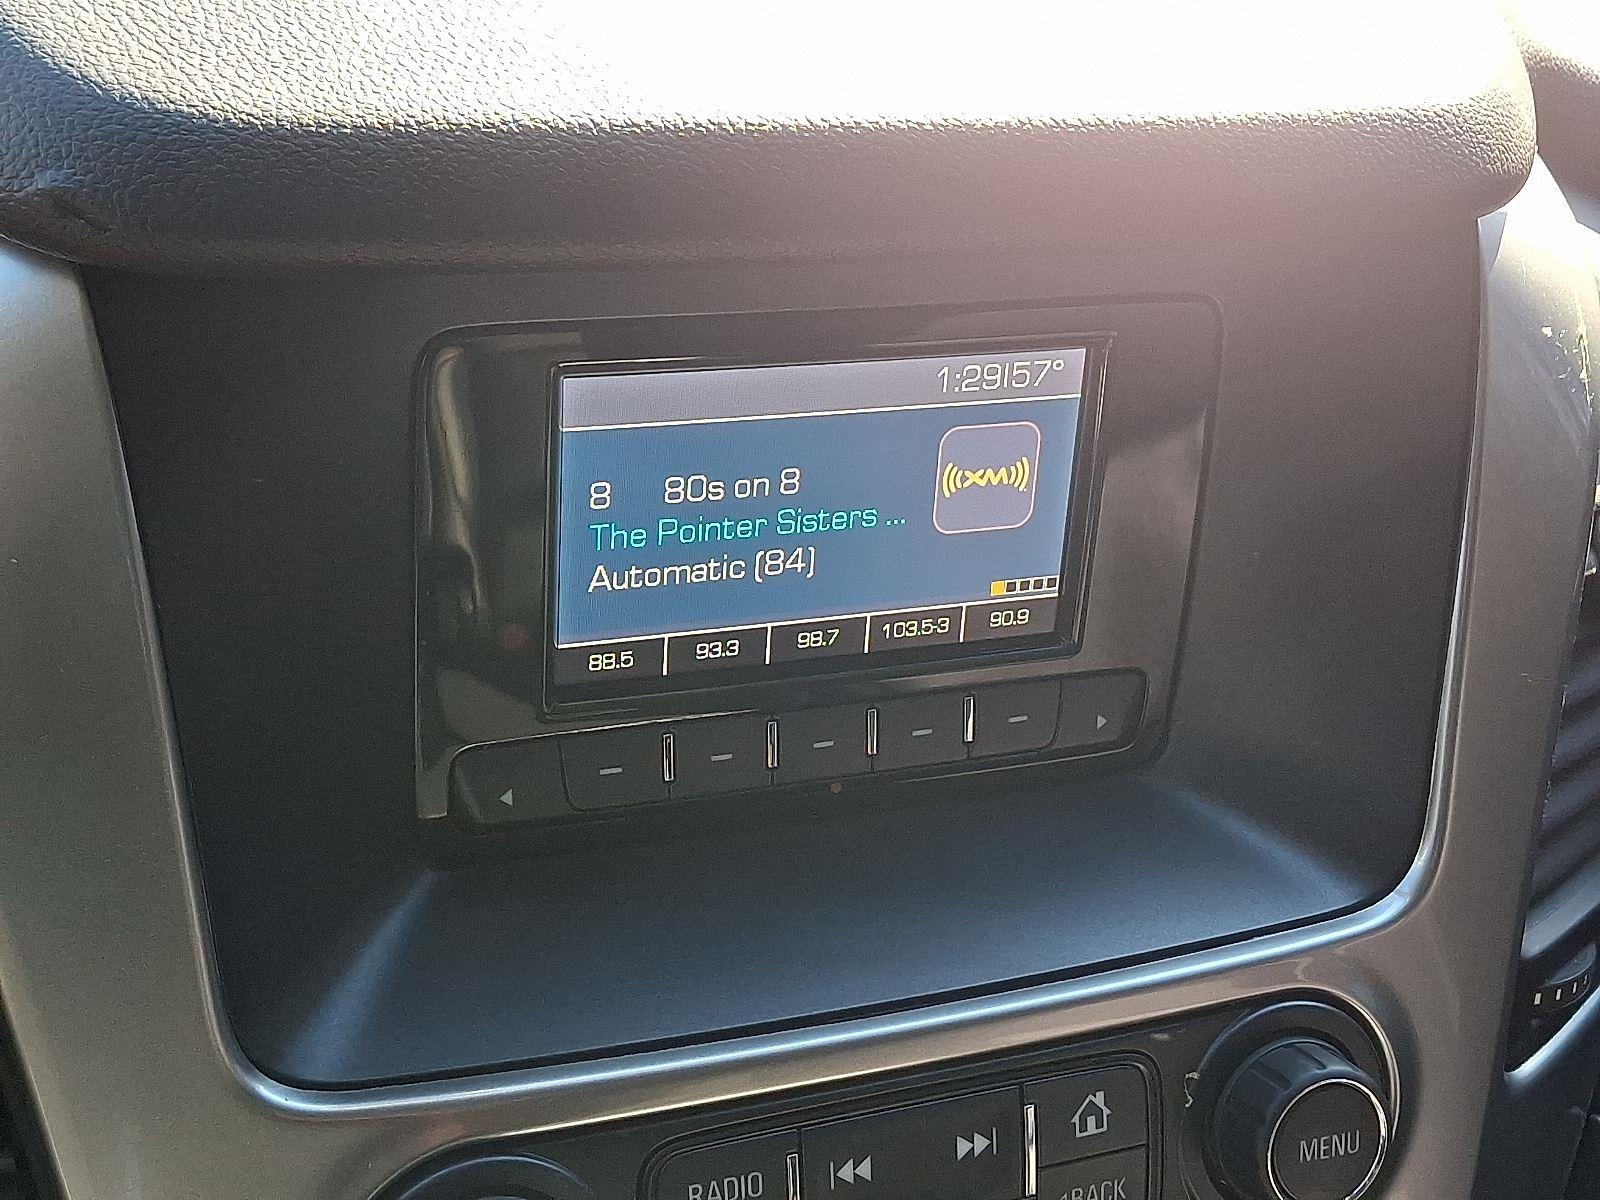 1:29|57°
8 80s on 8
((XM))
The Pointer Sisters ...
Automatic (84)
88.5 93.3 98.7 103.5-3 90.9
RADIO
MENU
BACK